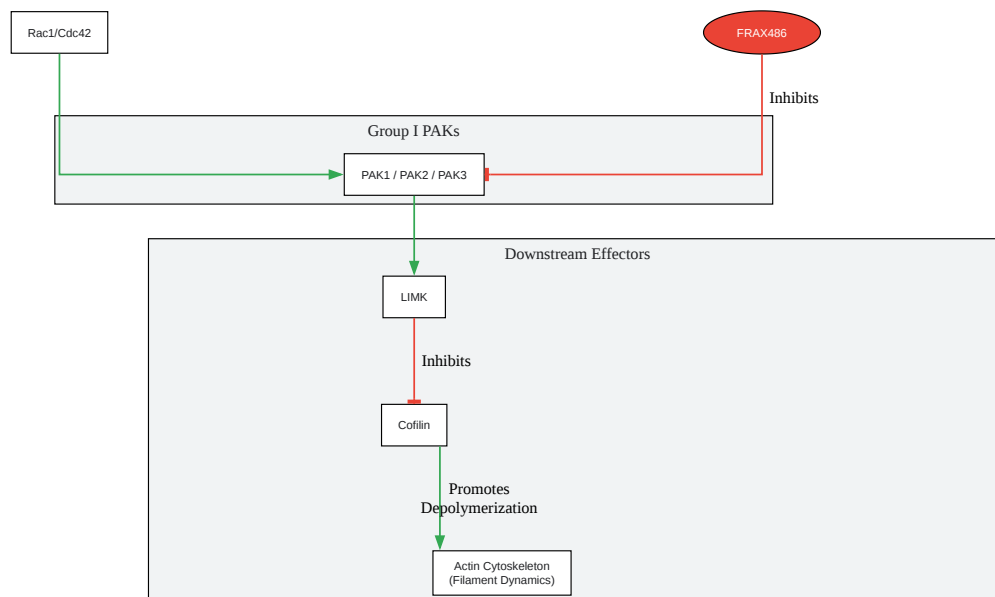 Rac1/Cdc42
FRAX486
Inhibits
Group I PAKs
PAK1 / PAK2 / PAK3
Downstream Effectors
LIMK
Inhibits
Cofilin
Promotes
Depolymerization
Actin Cytoskeleton
(Filament Dynamics)